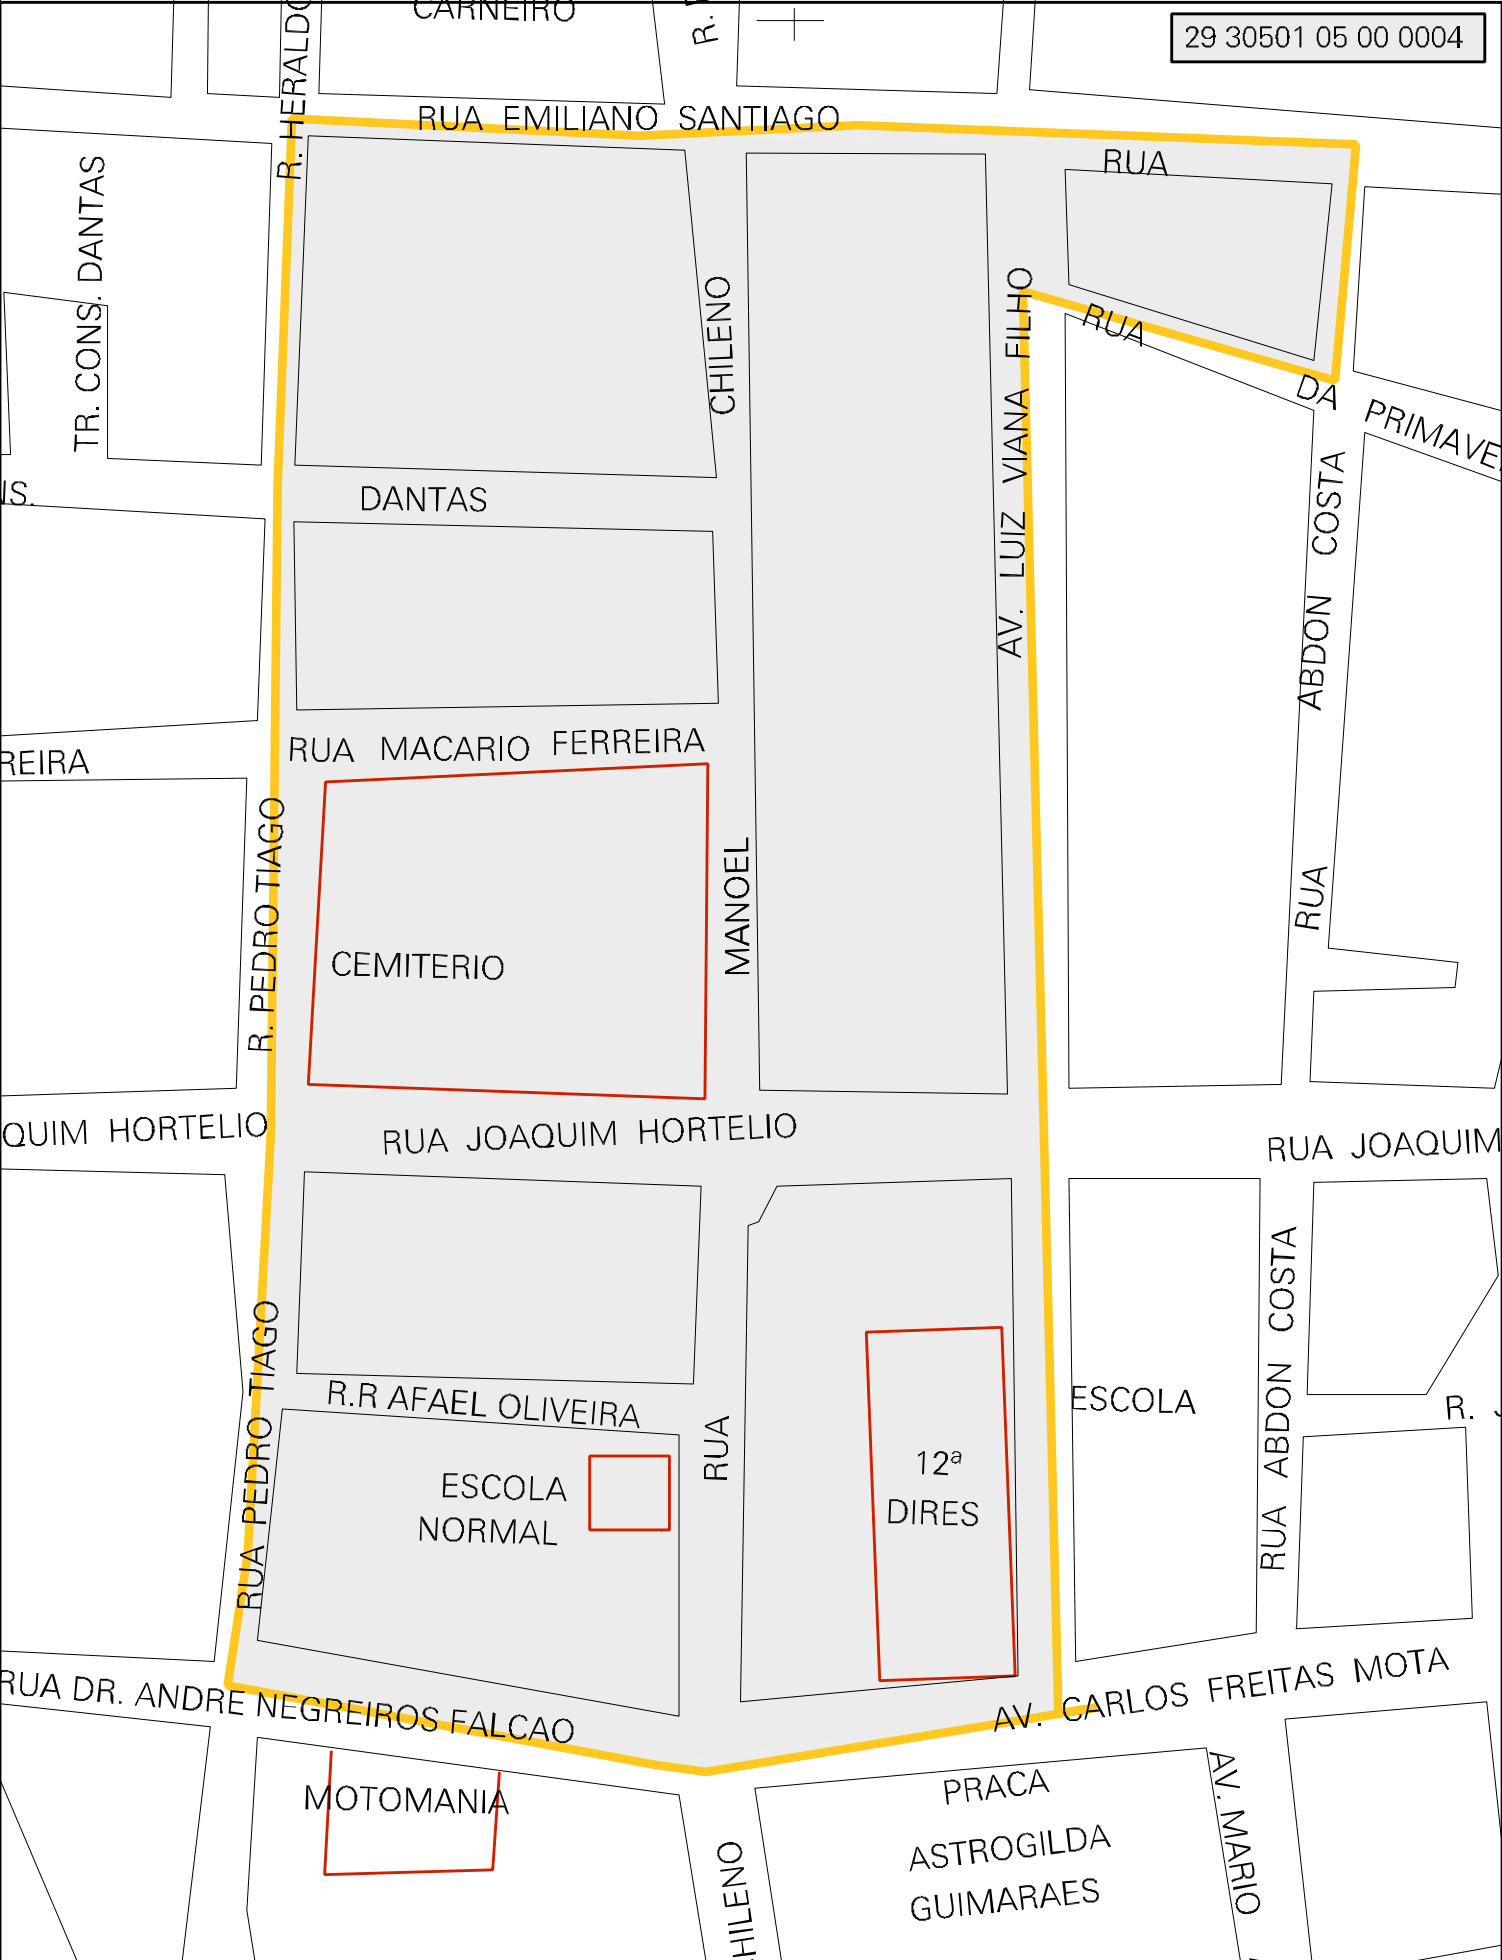 CARNEIRO
R.
29 30501 05 00 0004
R. HERALDO
RUA EMILIANO SANTIAGO
RUA
TR. CONS. DANTAS
CHILENO
AV. LUIZ VIANA FILHO
RUA
DA PRIMAVE
DANTAS
NS.
RUA ABDON COSTA
RUA MACARIO FERREIRA
REIRA
R. PEDRO TIAGO
MANOEL
CEMITERIO
QUIM HORTELIO
RUA JOAQUIM HORTELIO
RUA JOAQUIM
RUA PEDRO TIAGO
R.R AFAEL OLIVEIRA
RUA
ESCOLA
NORMAL
12ª
DIRES
ESCOLA
RUA ABDON COSTA
R.
RUA DR. ANDRE NEGREIROS FALCAO
AV. CARLOS FREITAS MOTA
MOTOMANIA
PRACA
ASTROGILDA
GUIMARAES
AV. MARIO
HILENO